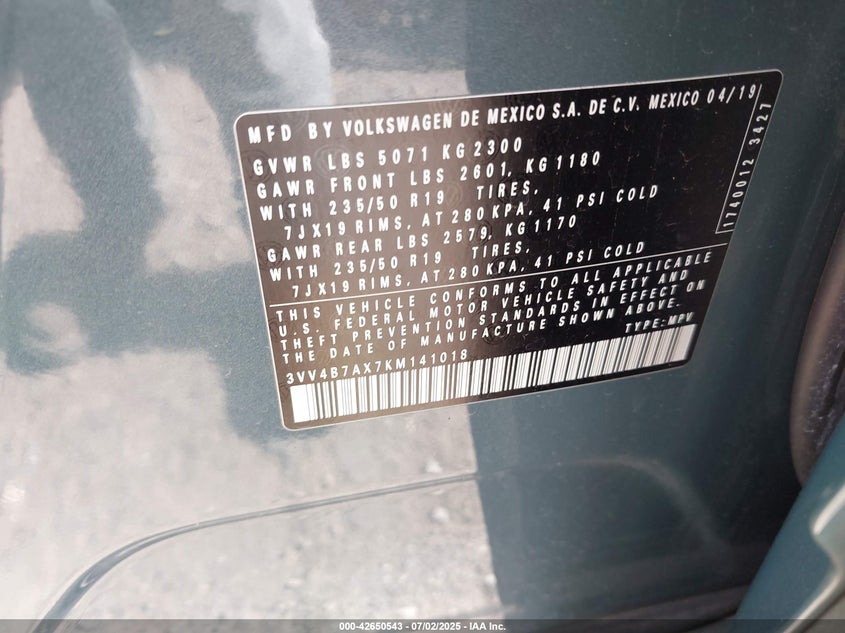 MFD BY VOLKSWAGEN DE MEXICO S.A. DE C.V. MEXICO 04/19
GVWR LBS 5071 KG 2300
GAWR FRONT LBS 2601, KG 1180
WITH 235/50 R19 TIRES,
7JX19 RIMS, AT 280 KPA, 41 PSI COLD
GAWR REAR LBS 2579, KG 1170
WITH 235/50 R19 TIRES,
7JX19 RIMS, AT 280 KPA, 41 PSI COLD
THIS VEHICLE CONFORMS TO ALL APPLICABLE
U.S. FEDERAL MOTOR VEHICLE SAFETY AND
THEFT PREVENTION STANDARDS IN EFFECT ON
THE DATE OF MANUFACTURE SHOWN ABOVE.
TYPE: MPV
3VV4B7AX7KM141018
1740012 3427
000-42650543 - 07/02/2025 - IAA Inc.